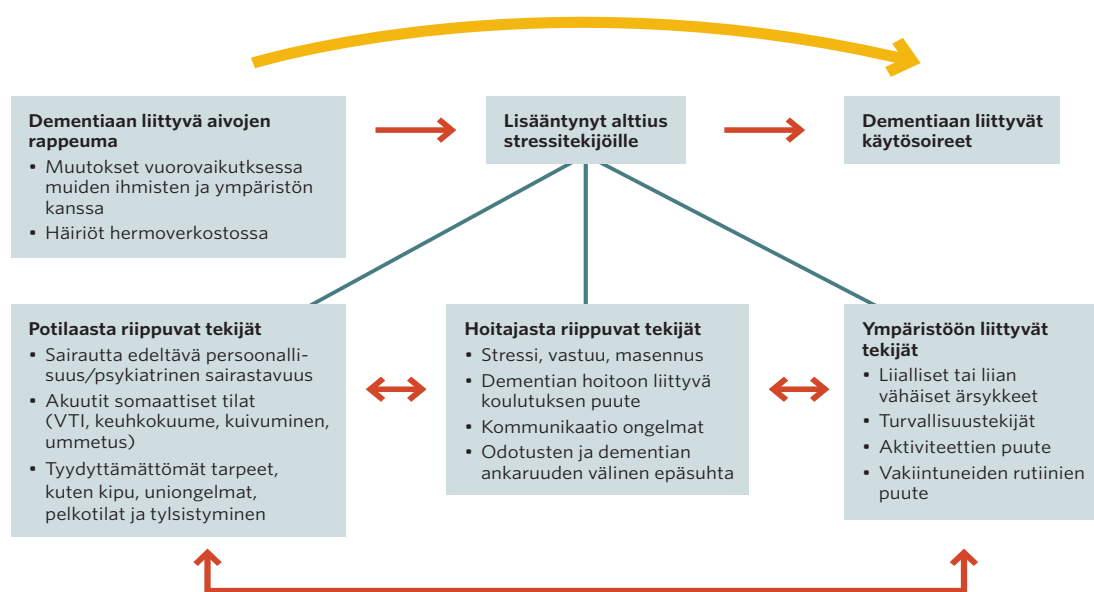 Dementiaan liittyvä aivojen
rappeuma
▪ Muutokset vuorovaikutksessa
muiden ihmisten ja ympäristön
kanssa
▪ Häiriöt hermoverkostossa
Lisääntynyt alttius
stressitekijöille
Dementiaan liittyvät
käytösoireet
Potilaasta riippuvat tekijät
▪ Sairautta edeltävä persoonalli-
suus/psykiatrinen sairastavuus
▪ Akuutit somaattiset tilat
(VTI, keuhkokuume, kuivuminen,
ummetus)
▪ Tyydyttämättömät tarpeet,
kuten kipu, uniongelmat,
pelkotilat ja tylsistyminen
Hoitajasta riippuvat tekijät
▪ Stressi, vastuu, masennus
▪ Dementian hoitoon liittyvä
koulutuksen puute
▪ Kommunikaatio ongelmat
▪ Odotusten ja dementian
ankaruuden välinen epäsuhta
Ympäristöön liittyvät
tekijät
▪ Liialliset tai liian
vähäiset ärsykkeet
▪ Turvallisuustekijät
▪ Aktiviteettien puute
▪ Vakiintuneiden rutiinien
puute